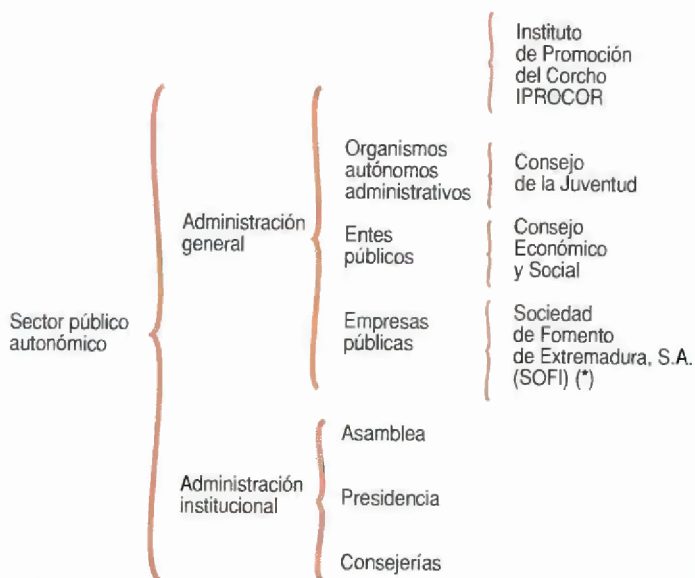 Instituto
de Promoción
del Corcho
IPROCOR
Organismos
autónomos
administrativos
Consejo
de la Juventud
Administración
general
Entes
públicos
Consejo
Económico
y Social
Sector público
autonómico
Empresas
públicas
Sociedad
de Fomento
de Extremadura, S.A.
(SOFI) (*)
Asamblea
Administración
institucional
Presidencia
Consejerías